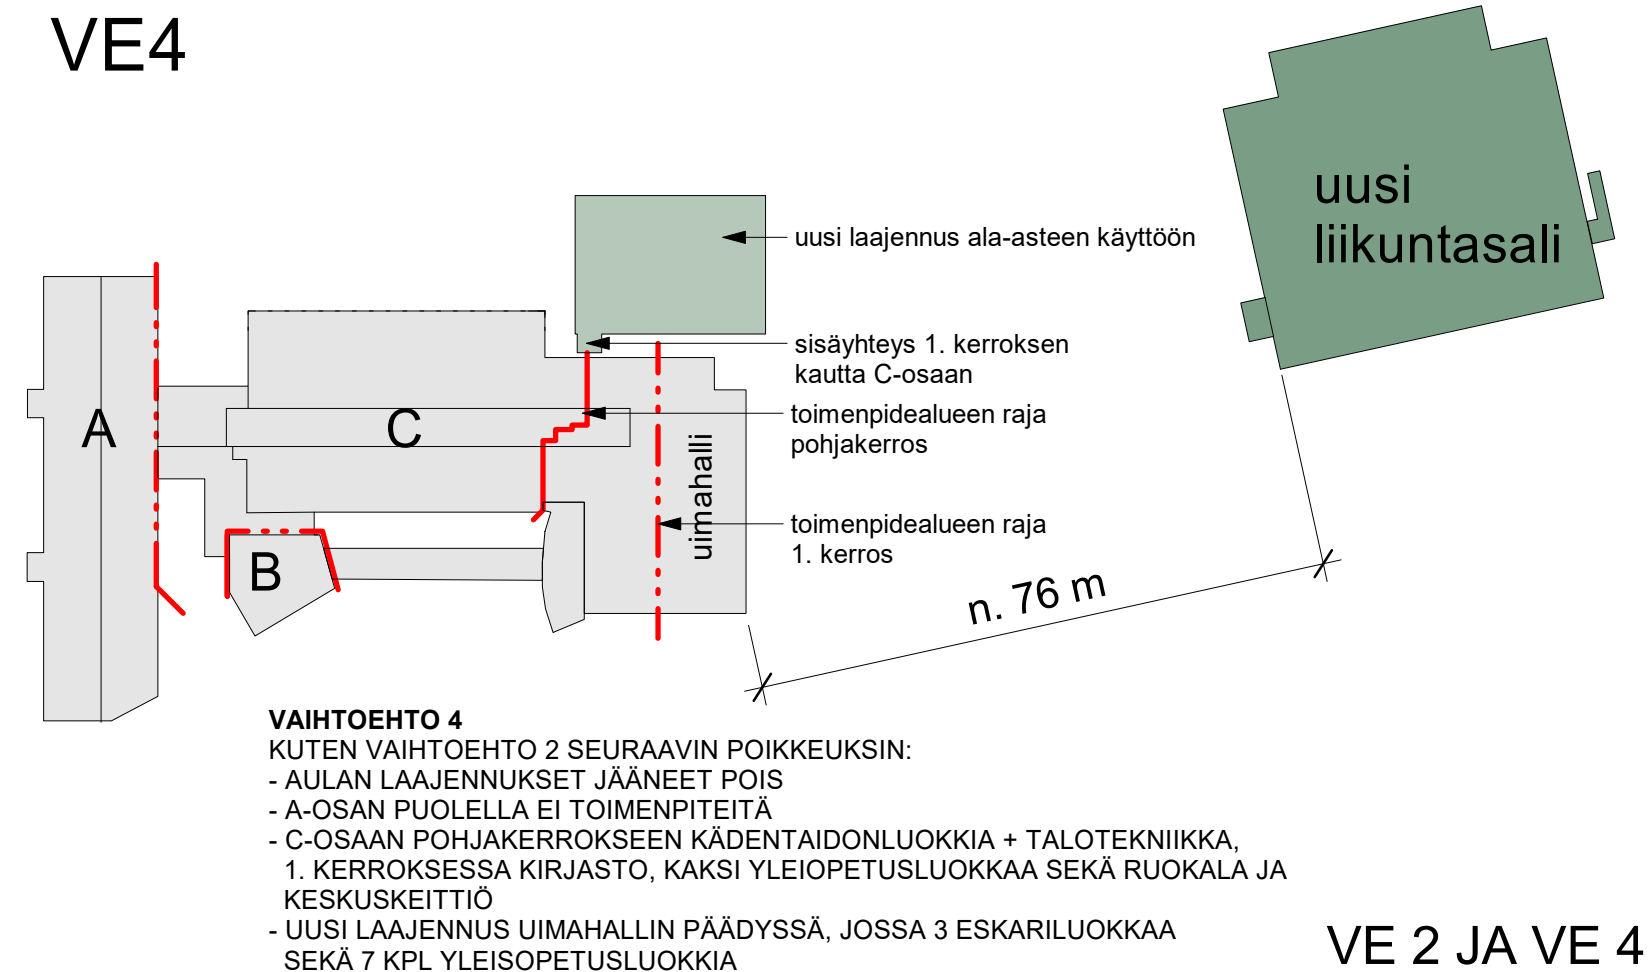 VE4
uusi
liikuntasali
uusi laajennus ala-asteen käyttöön
sisäyhteys 1. kerroksen
kautta C-osaan
toimenpidealueen raja
pohjakerros
A
C
uimahalli
toimenpidealueen raja
1. kerros
B
n. 76 m
VAIHTOEHTO 4
KUTEN VAIHTOEHTO 2 SEURAAVIN POIKKEUKSIN:
- AULAN LAAJENNUKSET JÄÄNEET POIS
- A-OSAN PUOLELLA EI TOIMENPITEITÄ
- C-OSAAN POHJAKERROKSEEN KÄDENTAIDONLUOKKIA + TALOTEKNIIKKA,
1. KERROKSESSA KIRJASTO, KAKSI YLEIOPETUSLUOKKAA SEKÄ RUOKALA JA
KESKUSKEITTIÖ
- UUSI LAAJENNUS UIMAHALLIN PÄÄDYSSÄ, JOSSA 3 ESKARILUOKKAA
SEKÄ 7 KPL YLEISOPETUSLUOKKIA
VE 2 JA VE 4